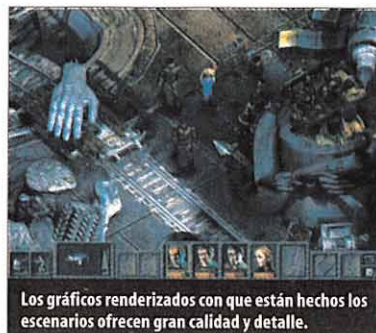 Los gráficos renderizados con que están hechos los
escenarios ofrecen gran calidad y detalle.